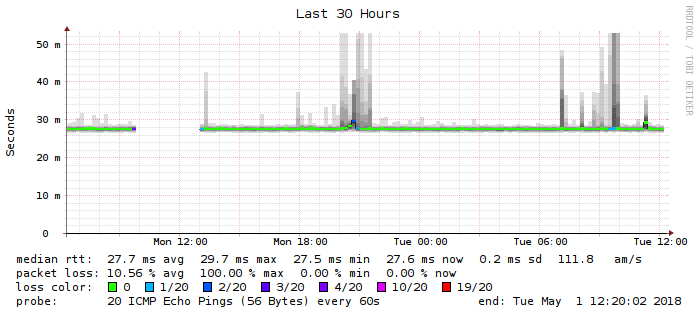 Last 30 Hours
RRDTOOL / TOBI OETIKER
Seconds
50 m
40 m
30 m
20 m
10 m
0
Mon 12:00 Mon 18:00 Tue 00:00 Tue 06:00 Tue 12:00
median rtt: 27.7 ms avg 29.7 ms max 27.5 ms min 27.6 ms now 0.2 ms sd 111.8 am/s
packet loss: 10.56 % avg 100.00 % max 0.00 % min 0.00 % now
loss color: 0 1/20 2/20 3/20 4/20 10/20 19/20
probe: 20 ICMP Echo Pings (56 Bytes) every 60s end: Tue May 1 12:20:02 2018